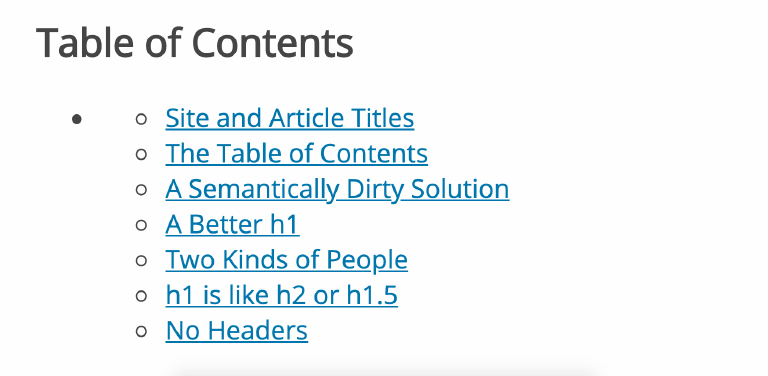 Table of Contents
Site and Article Titles
The Table of Contents
A Semantically Dirty Solution
A Better h1
Two Kinds of People
h1 is like h2 or h1.5
No Headers